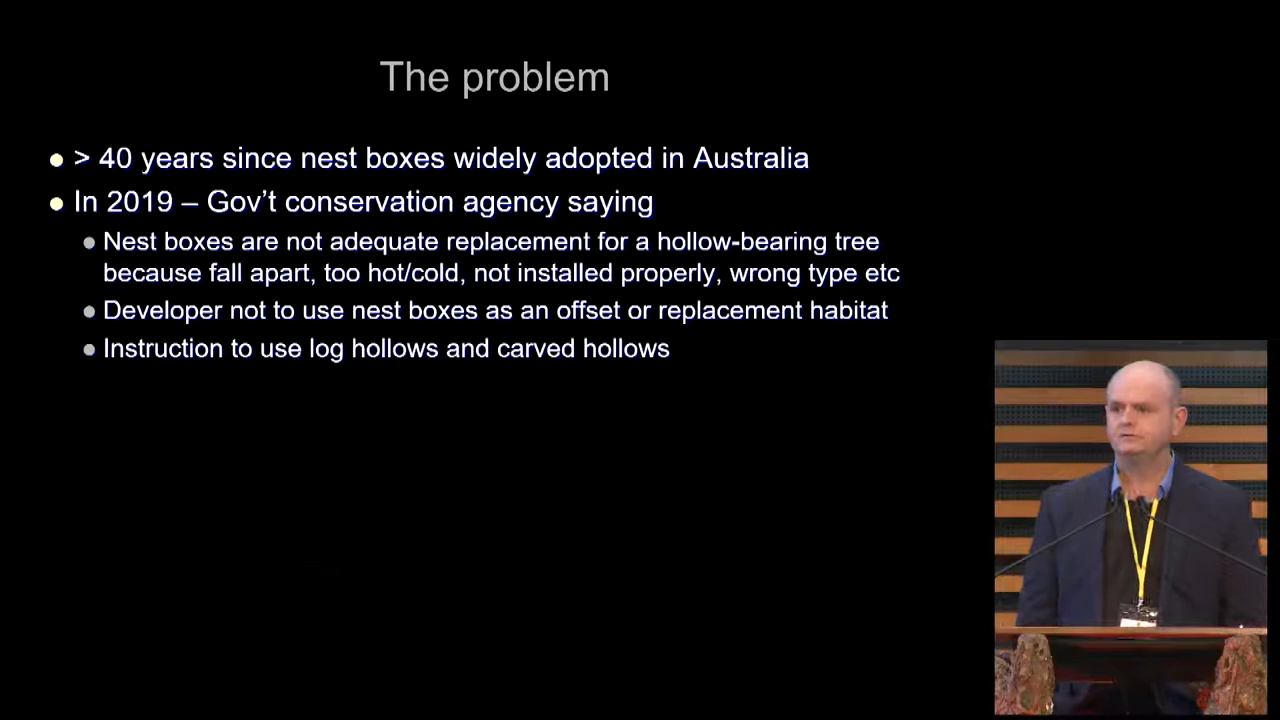 The problem
> 40 years since nest boxes widely adopted in Australia
In 2019 – Gov’t conservation agency saying
Nest boxes are not adequate replacement for a hollow-bearing tree
because fall apart, too hot/cold, not installed properly, wrong type etc
Developer not to use nest boxes as an offset or replacement habitat
Instruction to use log hollows and carved hollows